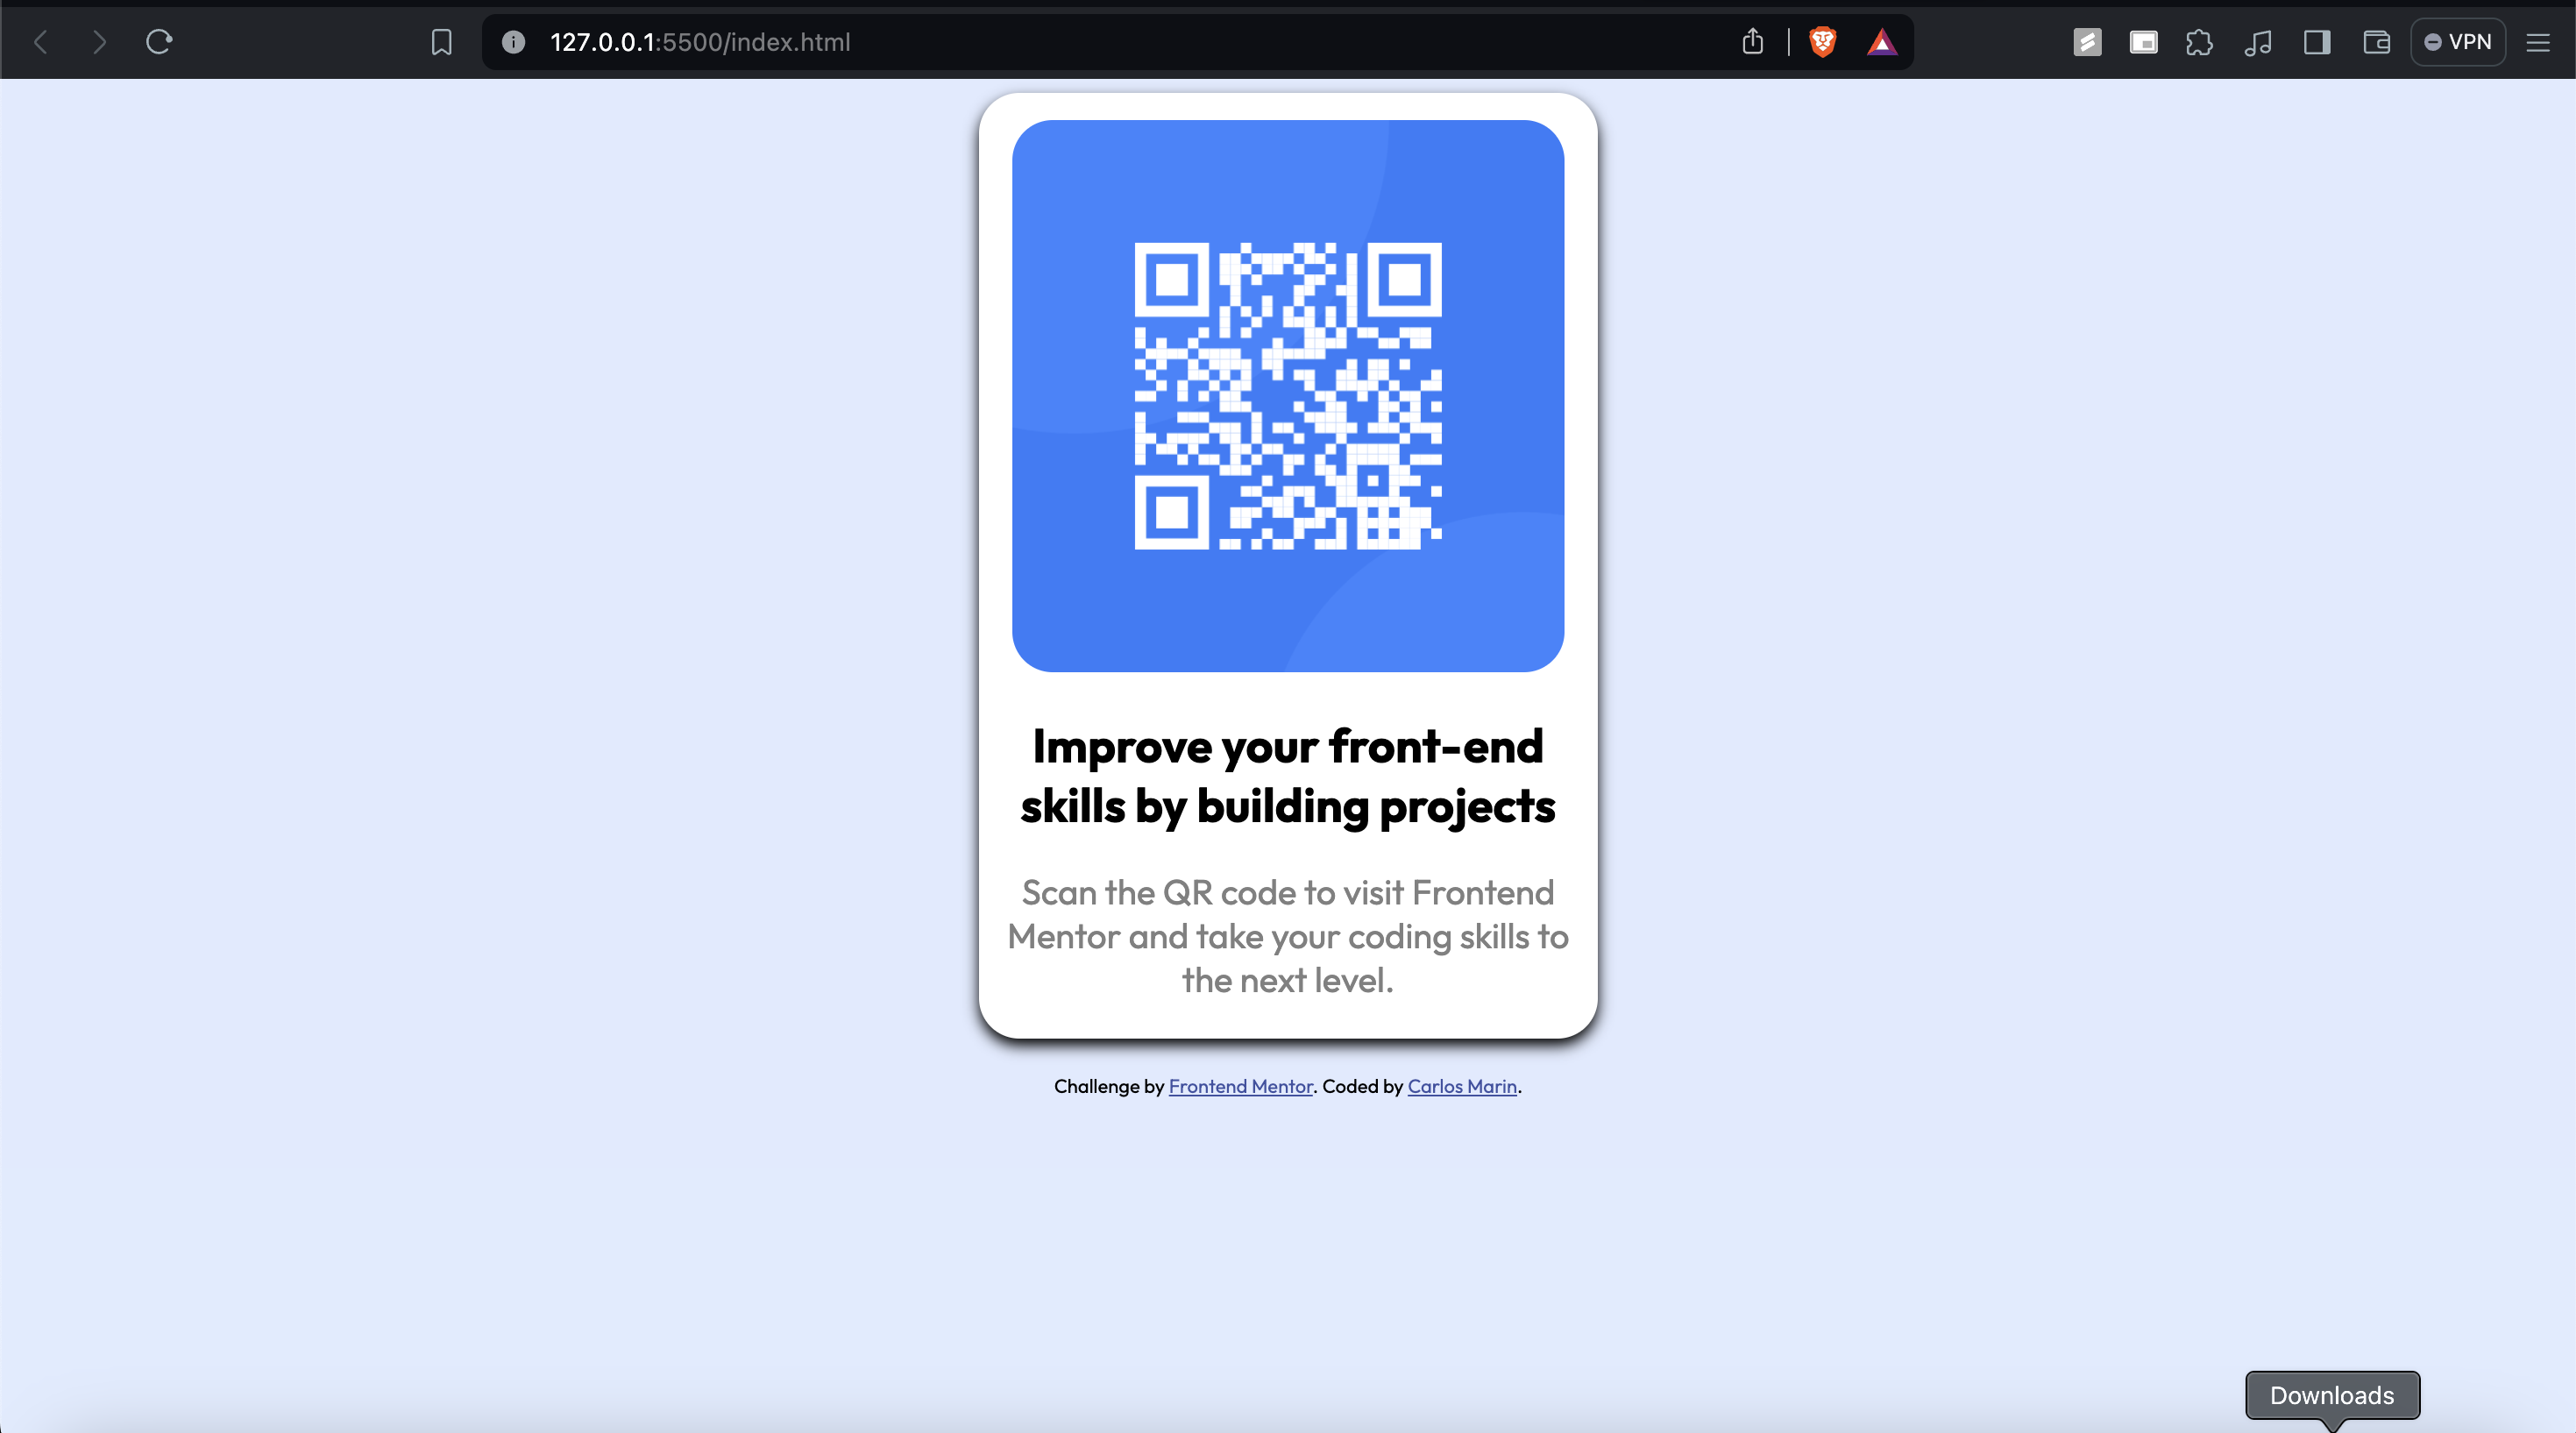 127.0.0.1:5500/index.html
VPN
Improve your front-end
skills by building projects
Scan the QR code to visit Frontend
Mentor and take your coding skills to
the next level.
Challenge by Frontend Mentor. Coded by Carlos Marin.
Downloads